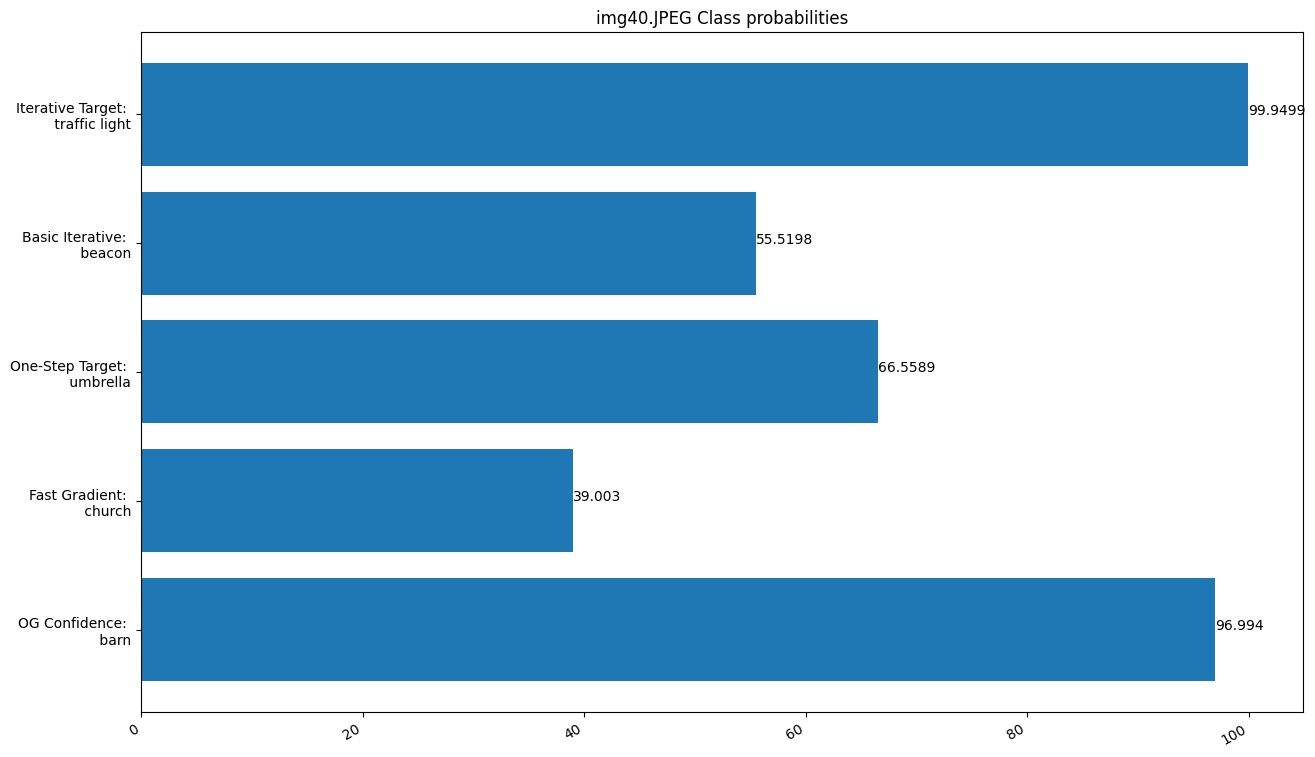 img40.JPEG Class probabilities
Iterative Target:
traffic light
99.9499
Basic Iterative:
beacon
55.5198
One-Step Target:
umbrella
66.5589
Fast Gradient:
church
39.003
OG Confidence:
barn
96.994
0
20
40
60
80
100